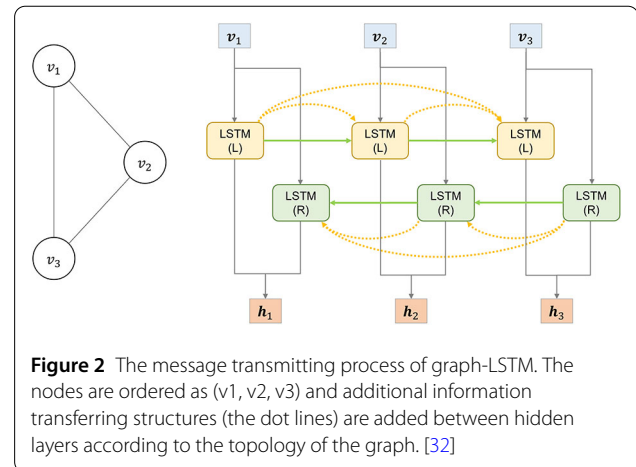 v1
v2
v3
v1 v2 v3
LSTM (L) LSTM (L) LSTM (L)
LSTM (R) LSTM (R) LSTM (R)
h1 h2 h3
Figure 2 The message transmitting process of graph-LSTM. The
nodes are ordered as (v1, v2, v3) and additional information
transferring structures (the dot lines) are added between hidden
layers according to the topology of the graph. [32]